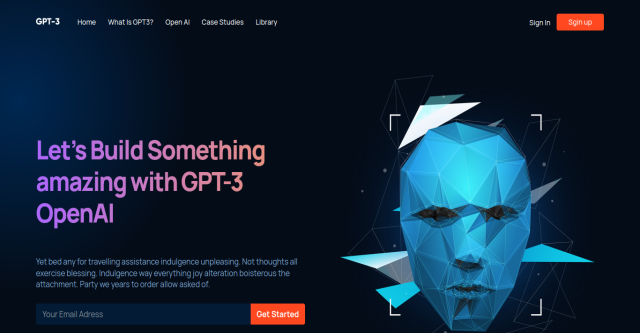 GPT-3
Home What Is GPT3? Open AI Case Studies Library
Sign In Sgin up
Let's Build Something
amazing with GPT-3
OpenAI
Yet bed any for travelling assistance indulgence unpleasing. Not thoughts all
exercise blessing. Indulgence way everything joy alteration boisterous the
attachment. Party we years to order allow asked of.
Your Email Adress
Get Started